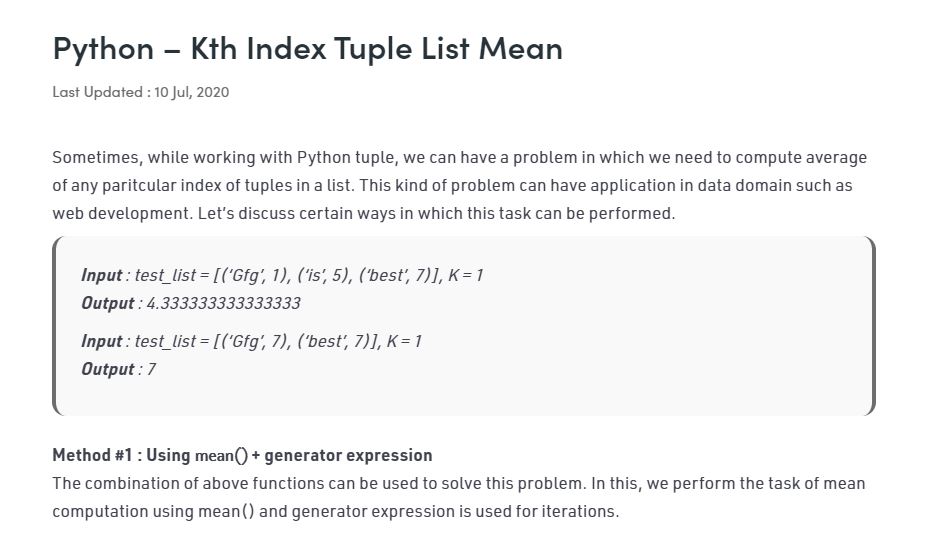 Python – Kth Index Tuple List Mean
Last Updated : 10 Jul, 2020
Sometimes, while working with Python tuple, we can have a problem in which we need to compute average
of any paritcular index of tuples in a list. This kind of problem can have application in data domain such as
web development. Let’s discuss certain ways in which this task can be performed.
Input : test_list = [(‘Gfg’, 1), (‘is’, 5), (‘best’, 7)], K = 1
Output : 4.333333333333333
Input : test_list = [(‘Gfg’, 7), (‘best’, 7)], K = 1
Output : 7
Method #1 : Using mean() + generator expression
The combination of above functions can be used to solve this problem. In this, we perform the task of mean
computation using mean() and generator expression is used for iterations.